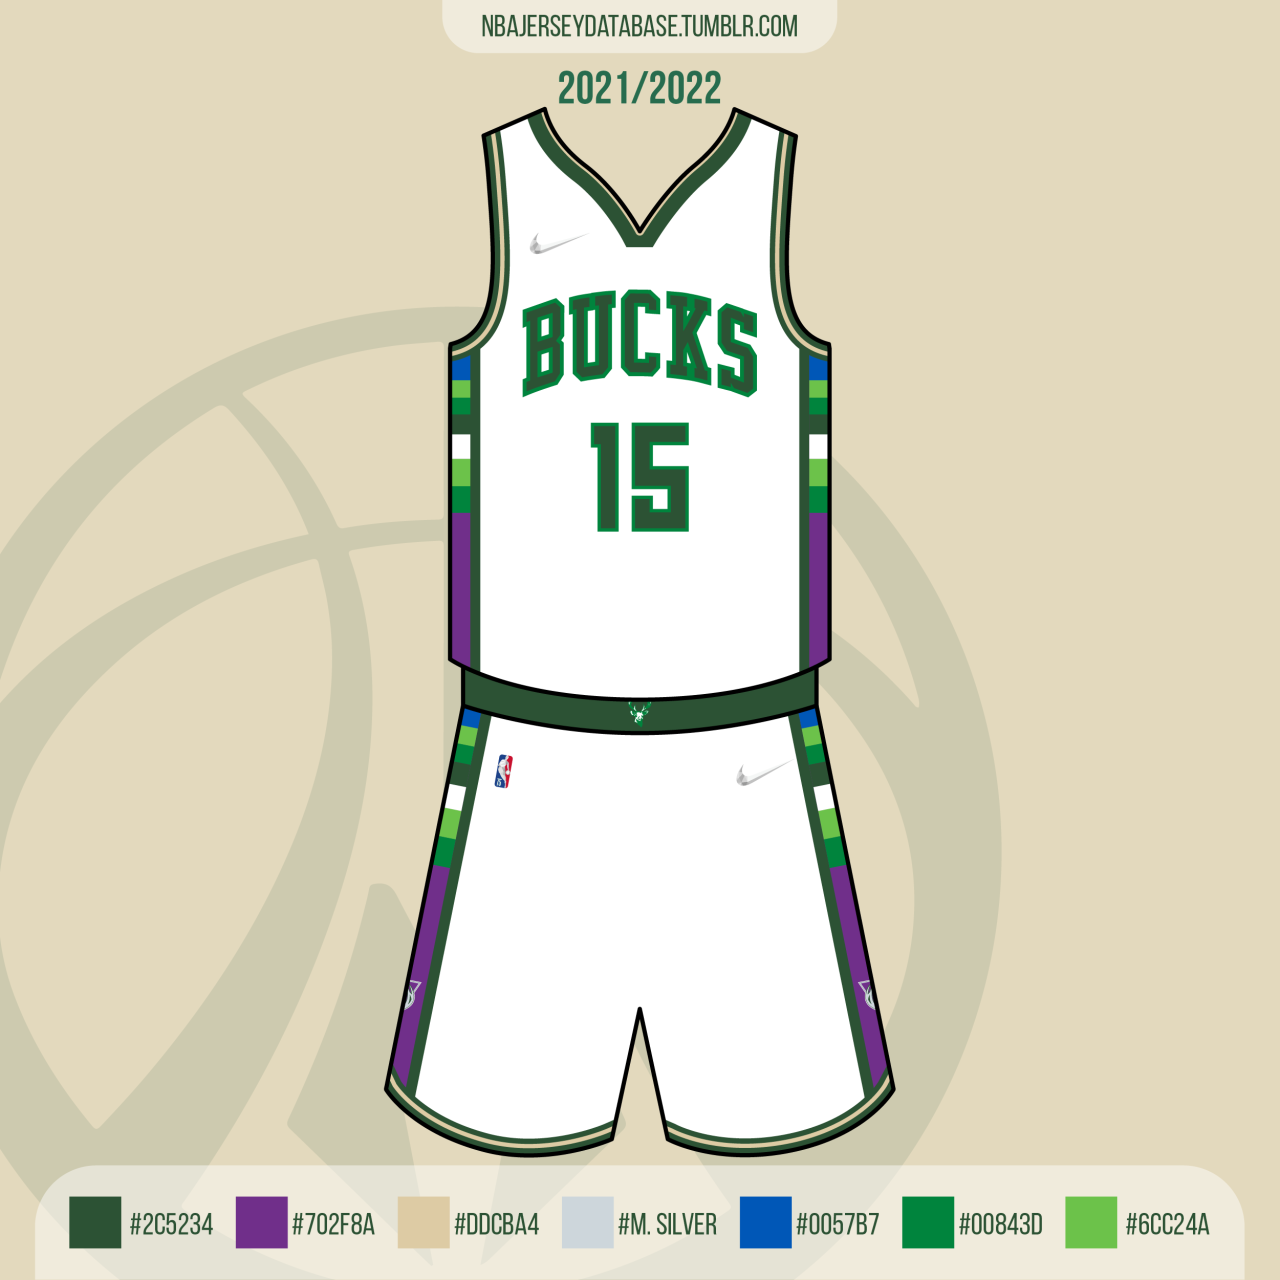 NBAJERSEYDATABASE.TUMBLR.COM
2021/2022
BUCKS
15
#2C5234 #702F8A #DDCBA4 #M. SILVER #0057B7 #00843D #6CC24A